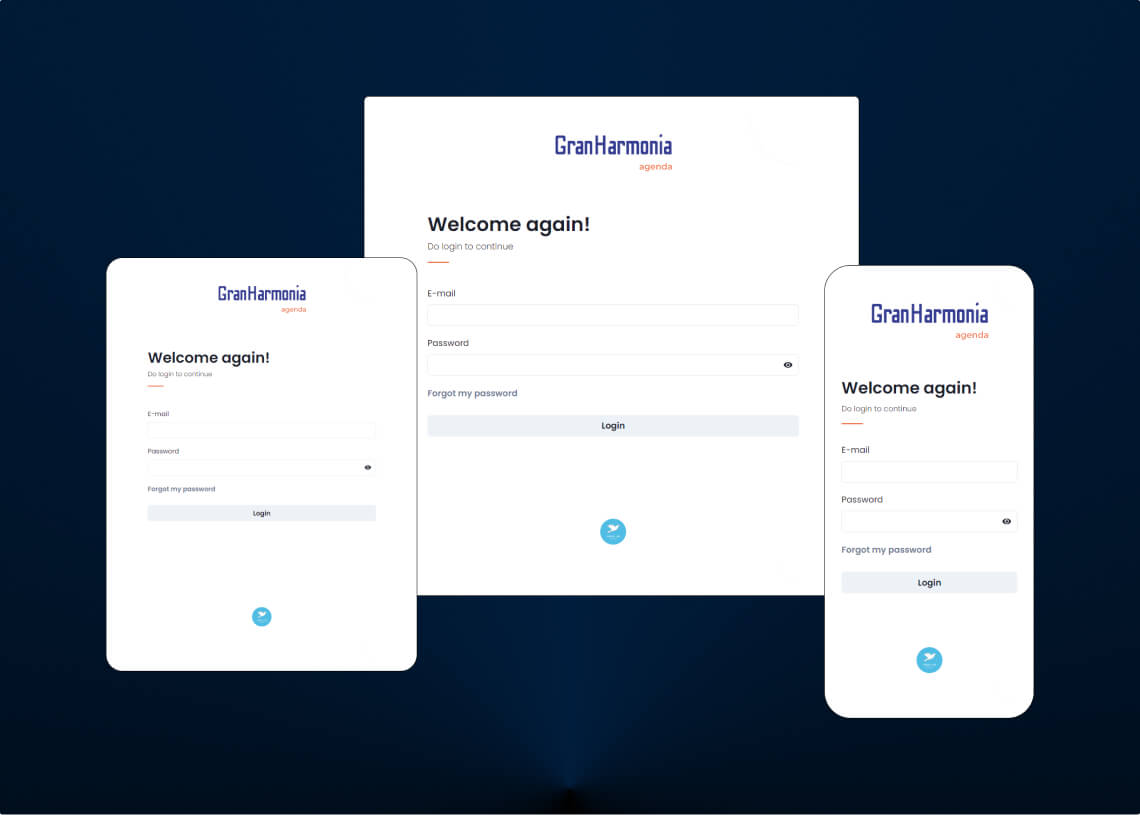 GranHarmonia
agenda
Welcome again!
Do login to continue
E-mail
Password
Forgot my password
Login
GranHarmonia
agenda
Welcome again!
Do login to continue
E-mail
Password
Forgot my password
Login
GranHarmonia
agenda
Welcome again!
Do login to continue
E-mail
Password
Forgot my password
Login